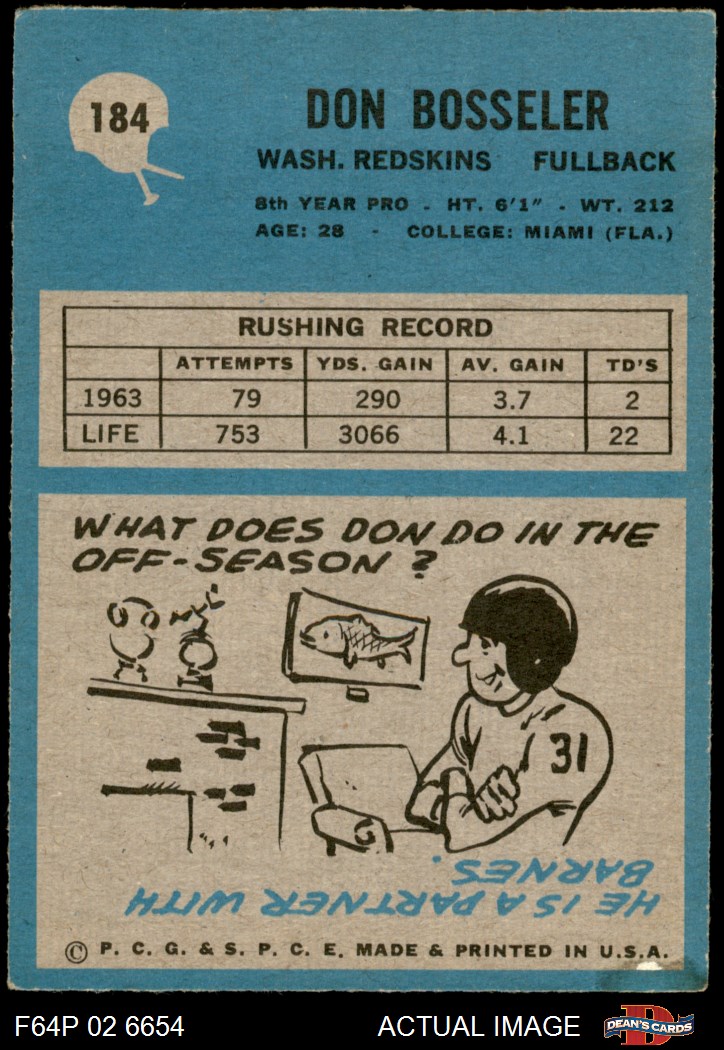 184
DON BOSSELER
WASH. REDSKINS FULLBACK
8th YEAR PRO - HT. 6'1" - WT. 212
AGE: 28 - COLLEGE: MIAMI (FLA.)
RUSHING RECORD
ATTEMPTS YDS. GAIN AV. GAIN TD'S
1963 79 290 3.7 2
LIFE 753 3066 4.1 22
WHAT DOES DON DO IN THE
OFF-SEASON?
31
HE IS A PARTNER WITH
BARNES.
© P. C. G. & S. P. C. E. MADE & PRINTED IN U.S.A.
F64P 02 6654 ACTUAL IMAGE
D
DEAN'S CARDS